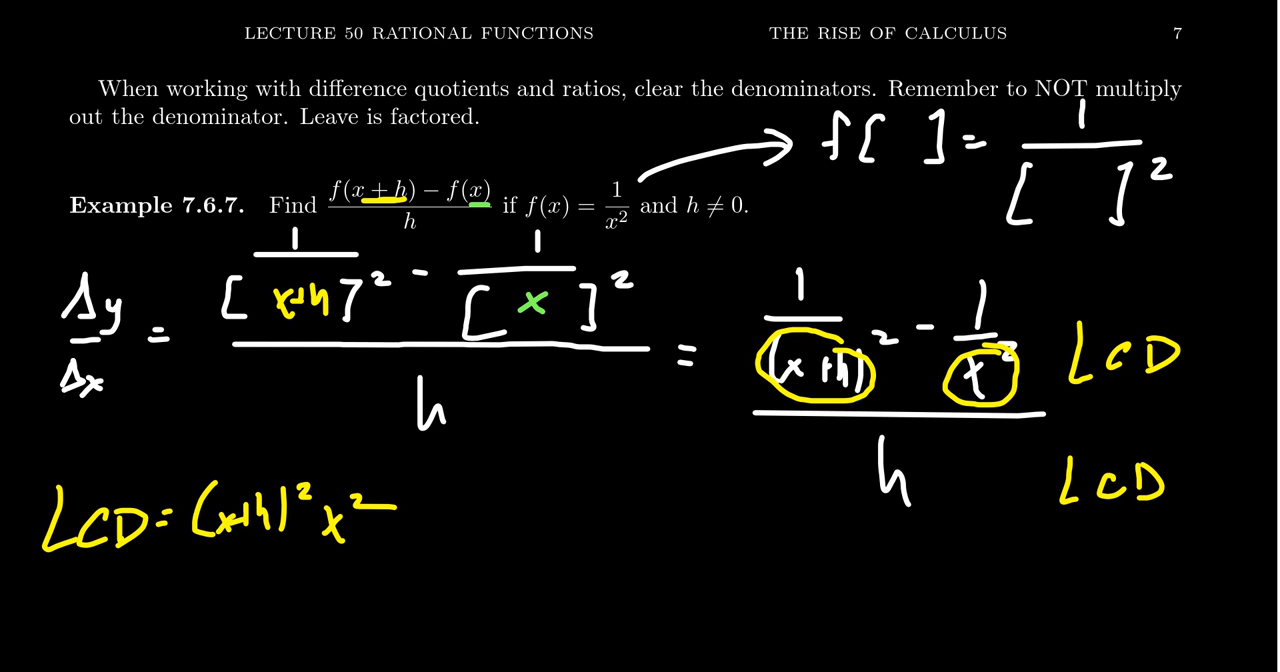 LECTURE 50 RATIONAL FUNCTIONS THE RISE OF CALCULUS 7
When working with difference quotients and ratios, clear the denominators. Remember to NOT multiply
out the denominator. Leave is factored.
f[ ] = 1/[ ]²
Example 7.6.7. Find (f(x + h) − f(x))/h if f(x) = 1/x² and h ≠ 0.
Δy/Δx = (1/[x+h]² - 1/[x]²)/h = (1/(x+h)² - 1/x²)/h LCD
LCD
LCD = (x+h)² x²